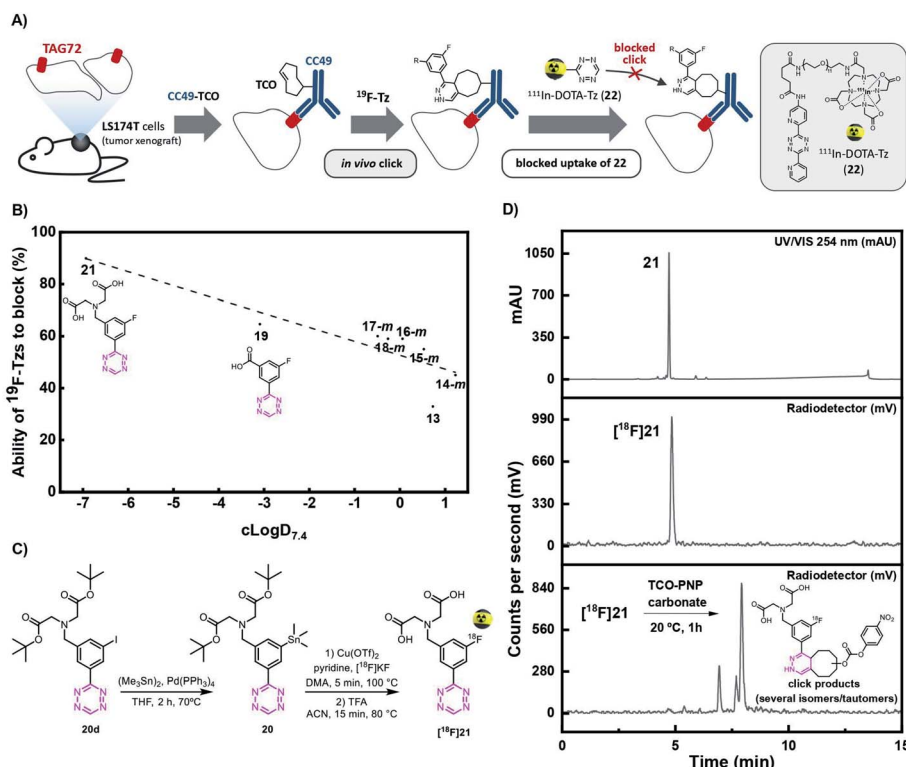 A)
TAG72
LS174T cells
(tumor xenograft)
CC49-TCO
TCO
CC49
¹⁹F-Tz
in vivo click
R
F
HN
N
¹¹¹In-DOTA-Tz (22)
blocked
click
blocked uptake of 22
R
F
HN
N
¹¹¹In-DOTA-Tz
(22)
B)
Ability of ¹⁹F-Tzs to block (%)
100
80
60
40
20
0
21
19
17-m
16-m
18-m
15-m
14-m
13
-7 -6 -5 -4 -3 -2 -1 0 1
cLogD7.4
C)
20d
(Me₃Sn)₂, Pd(PPh₃)₄
THF, 2 h, 70ºC
20
1) Cu(OTf)₂
pyridine, [¹⁸F]KF
DMA, 5 min, 100 °C
2) TFA
ACN, 15 min, 80 °C
[¹⁸F]21
D)
UV/VIS 254 nm (mAU)
21
mAU
1050
700
350
0
Radiodetector (mV)
[¹⁸F]21
990
660
330
0
Counts per second (mV)
Radiodetector (mV)
[¹⁸F]21
TCO-PNP
carbonate
20 ºC, 1h
click products
(several isomers/tautomers)
840
560
280
0
0 5 10 15
Time (min)